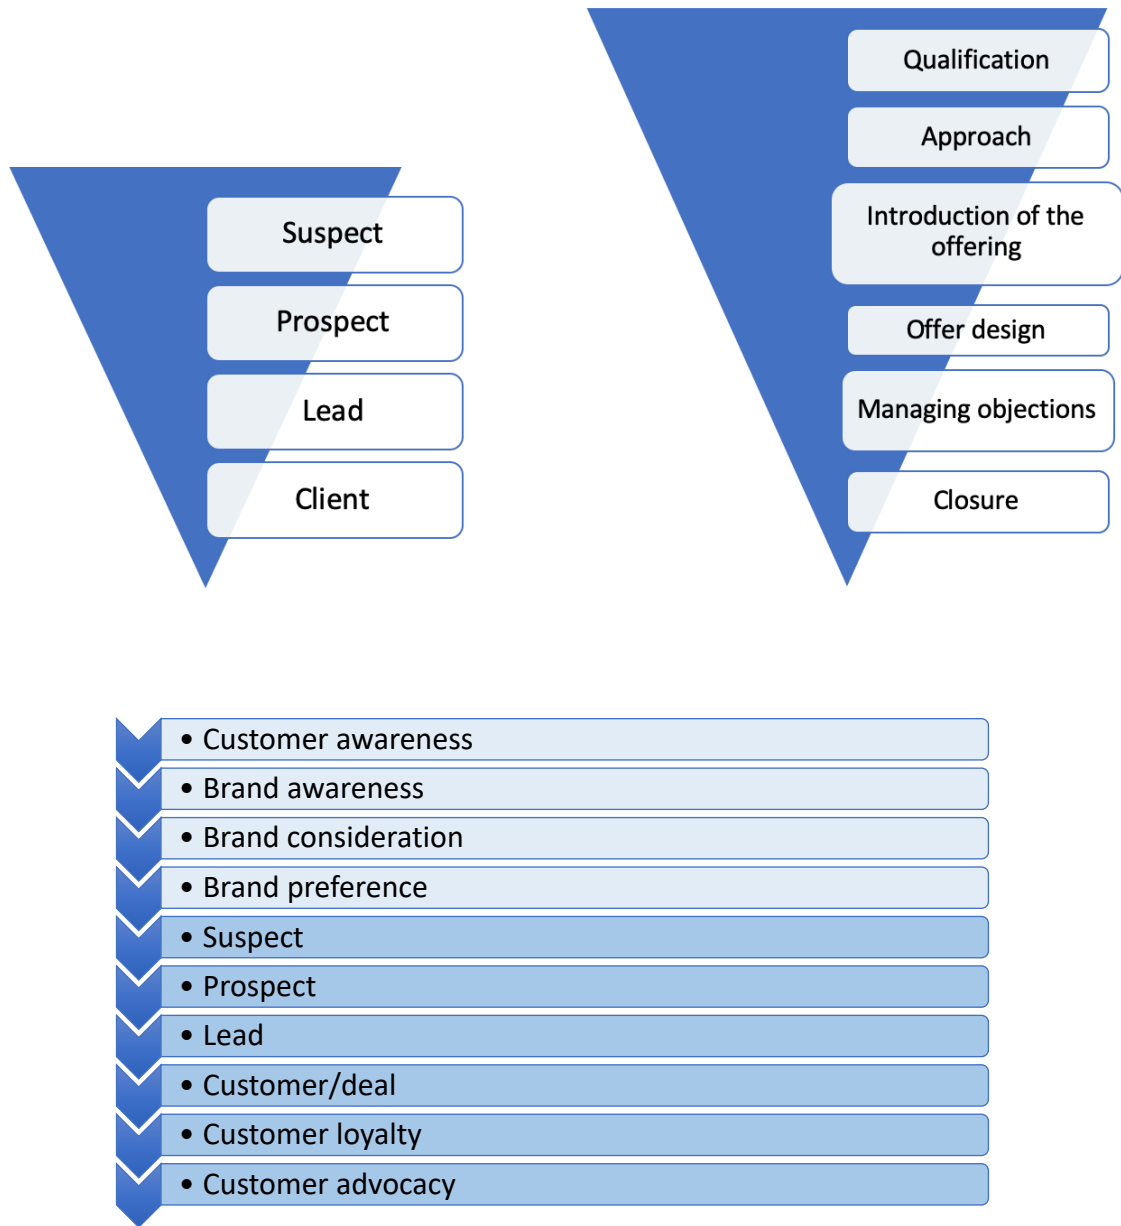 Suspect
Prospect
Lead
Client
Qualification
Approach
Introduction of the
offering
Offer design
Managing objections
Closure
• Customer awareness
• Brand awareness
• Brand consideration
• Brand preference
• Suspect
• Prospect
• Lead
• Customer/deal
• Customer loyalty
• Customer advocacy